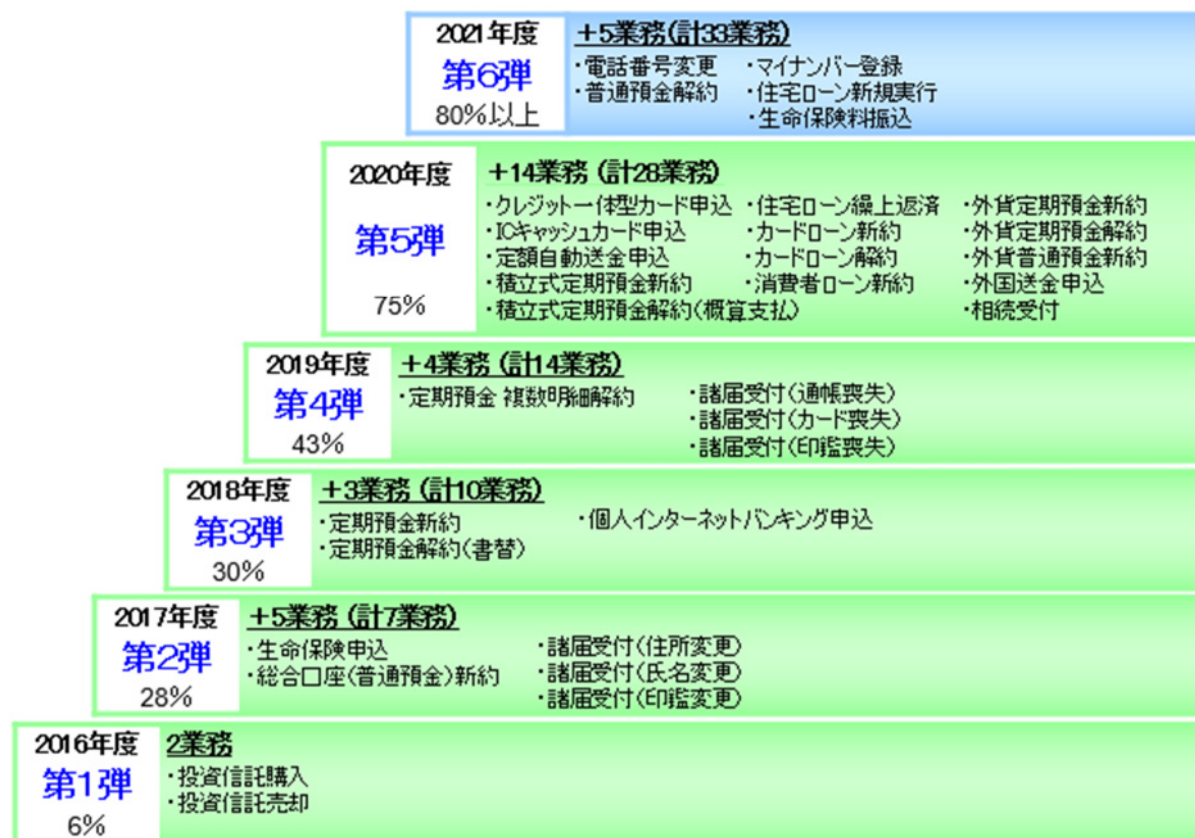 2021年度
第6弾
80%以上
+5業務(計33業務)
・電話番号変更 ・マイナンバー登録
・普通預金解約 ・住宅ローン新規実行
・生命保険料振込
2020年度
第5弾
75%
+14業務 (計28業務)
・クレジット一体型カード申込 ・住宅ローン繰上返済 ・外貨定期預金新約
・ICキャッシュカード申込 ・カードローン新約 ・外貨定期預金解約
・定額自動送金申込 ・カードローン解約 ・外貨普通預金新約
・積立式定期預金新約 ・消費者ローン新約 ・外国送金申込
・積立式定期預金解約(概算支払) ・相続受付
2019年度
第4弾
43%
+4業務 (計14業務)
・定期預金 複数明細解約 ・諸届受付(通帳喪失)
・諸届受付(カード喪失)
・諸届受付(印鑑喪失)
2018年度
第3弾
30%
+3業務 (計10業務)
・定期預金新約 ・個人インターネットバンキング申込
・定期預金解約(書替)
2017年度
第2弾
28%
+5業務 (計7業務)
・生命保険申込 ・諸届受付(住所変更)
・総合口座(普通預金)新約 ・諸届受付(氏名変更)
・諸届受付(印鑑変更)
2016年度
第1弾
6%
2業務
・投資信託購入
・投資信託売却